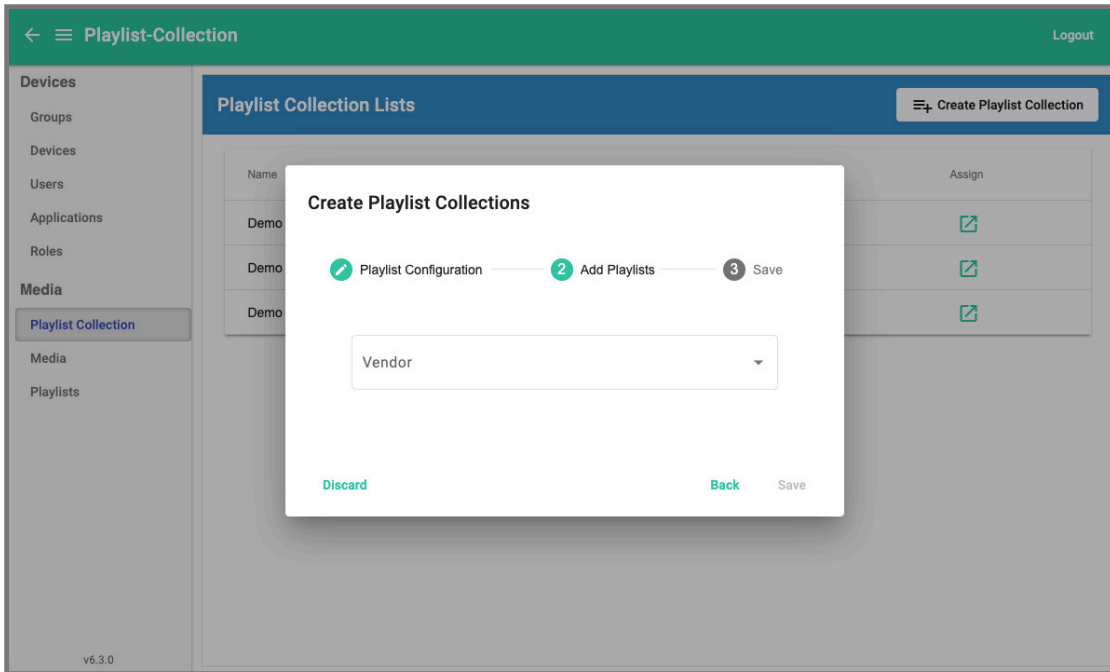 Playlist-Collection
Logout
Devices
Groups
Devices
Users
Applications
Roles
Media
Playlist Collection
Media
Playlists
v6.3.0
Playlist Collection Lists
Create Playlist Collection
Name
Assign
Demo
Demo
Demo
Create Playlist Collections
Playlist Configuration
2 Add Playlists
3 Save
Vendor
Discard
Back
Save